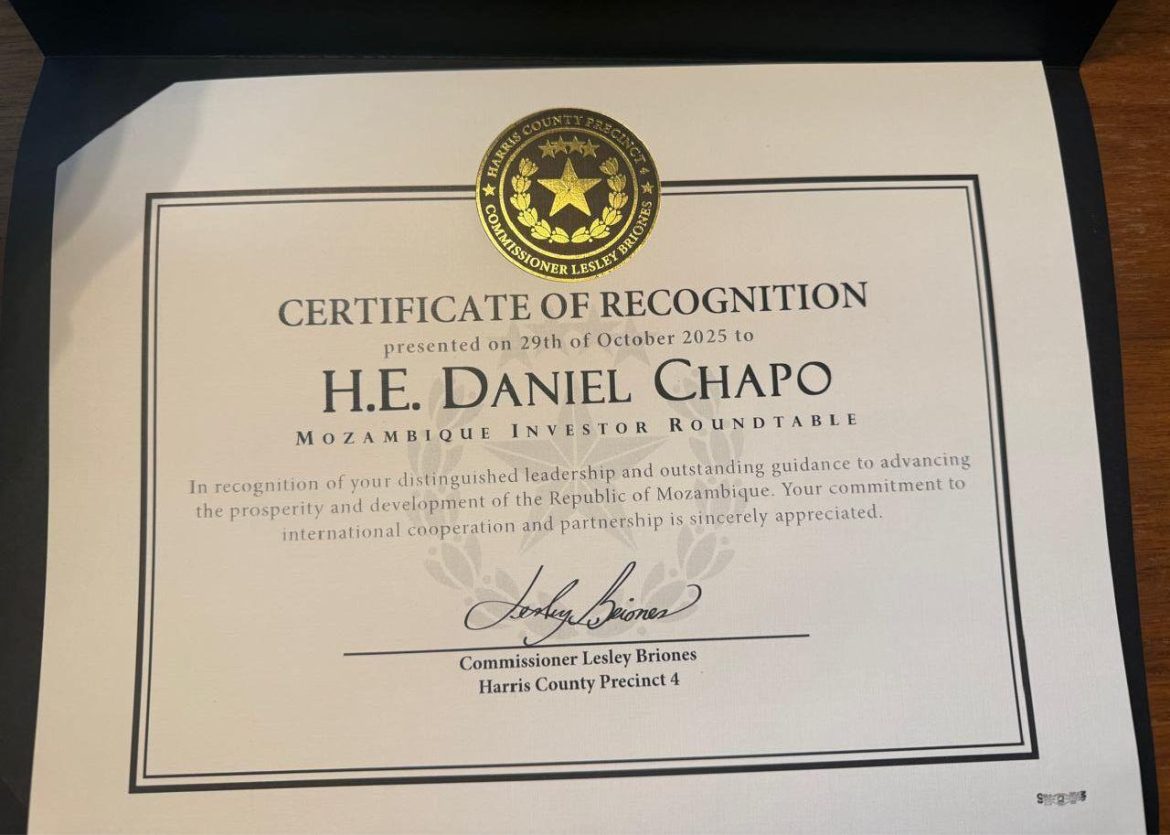 HARRIS COUNTY PRECINCT 4
COMMISSIONER LESLEY BRIONES
CERTIFICATE OF RECOGNITION
presented on 29th of October 2025 to
H.E. DANIEL CHAPO
MOZAMBIQUE INVESTOR ROUNDTABLE
In recognition of your distinguished leadership and outstanding guidance to advancing
the prosperity and development of the Republic of Mozambique. Your commitment to
international cooperation and partnership is sincerely appreciated.
Lesley Briones
Commissioner Lesley Briones
Harris County Precinct 4